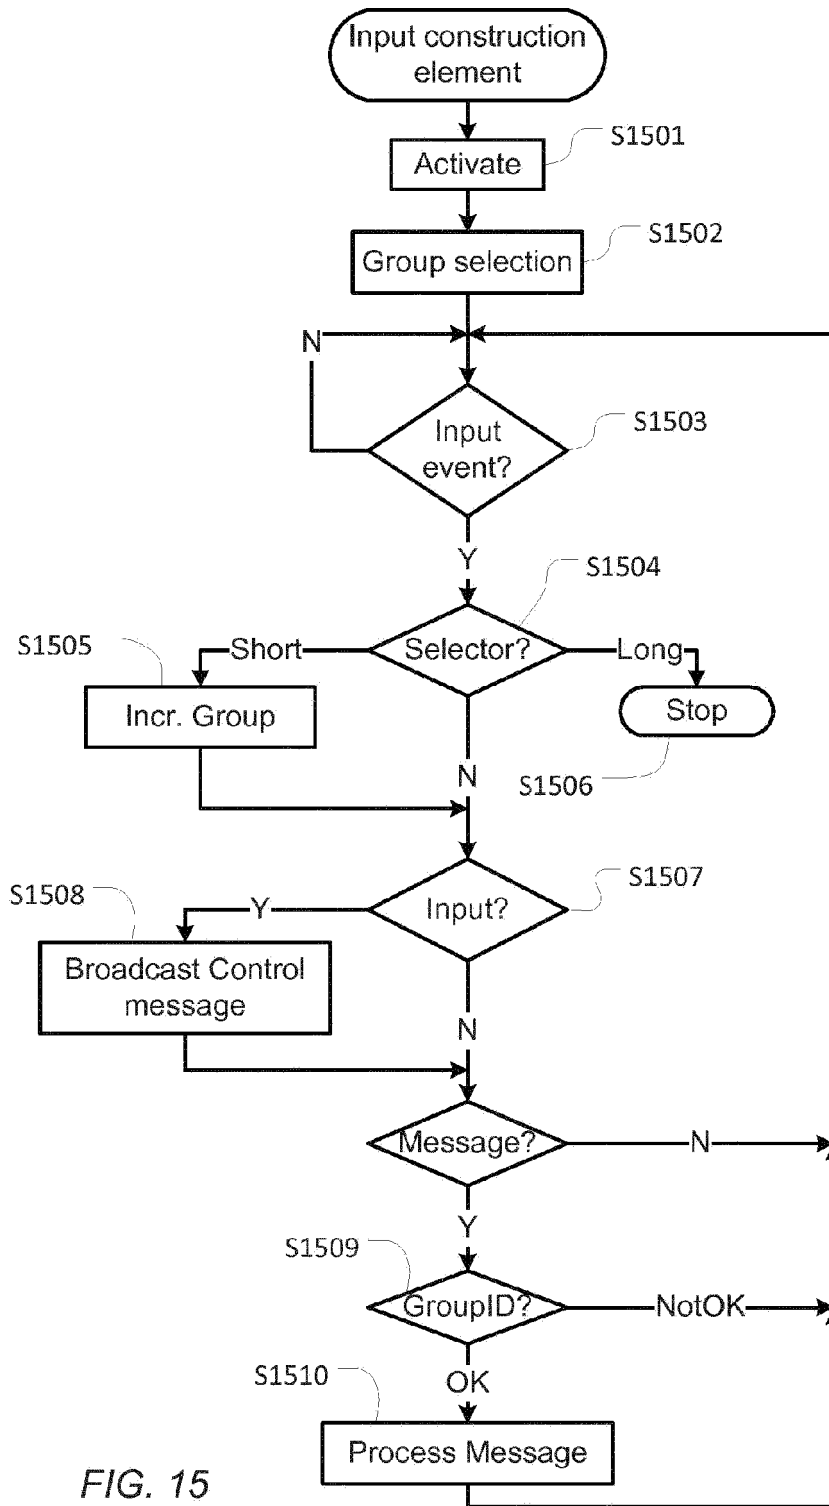 Input construction
element
S1501
Activate
S1502
Group selection
N
S1503
Input
event?
Y
S1504
S1505
Short
Selector?
Long
Incr. Group
Stop
N
S1506
S1507
S1508
Y
Input?
Broadcast Control
message
N
Message?
N
Y
S1509
GroupID?
NotOK
S1510
OK
Process Message
FIG. 15